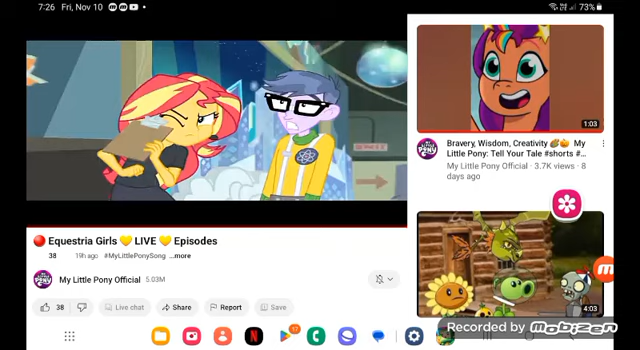 7:26 Fri, Nov 10
73%
1:03
Bravery, Wisdom, Creativity 🥓🎃 My
Little Pony: Tell Your Tale #shorts #...
My Little Pony Official · 3.7K views · 8
days ago
🔴 Equestria Girls 💛 LIVE 💛 Episodes
38 19h ago #MyLittlePonySong ...more
My Little Pony Official 5.03M
38 Live chat Share Report Save
4:03
Recorded by Mobizen